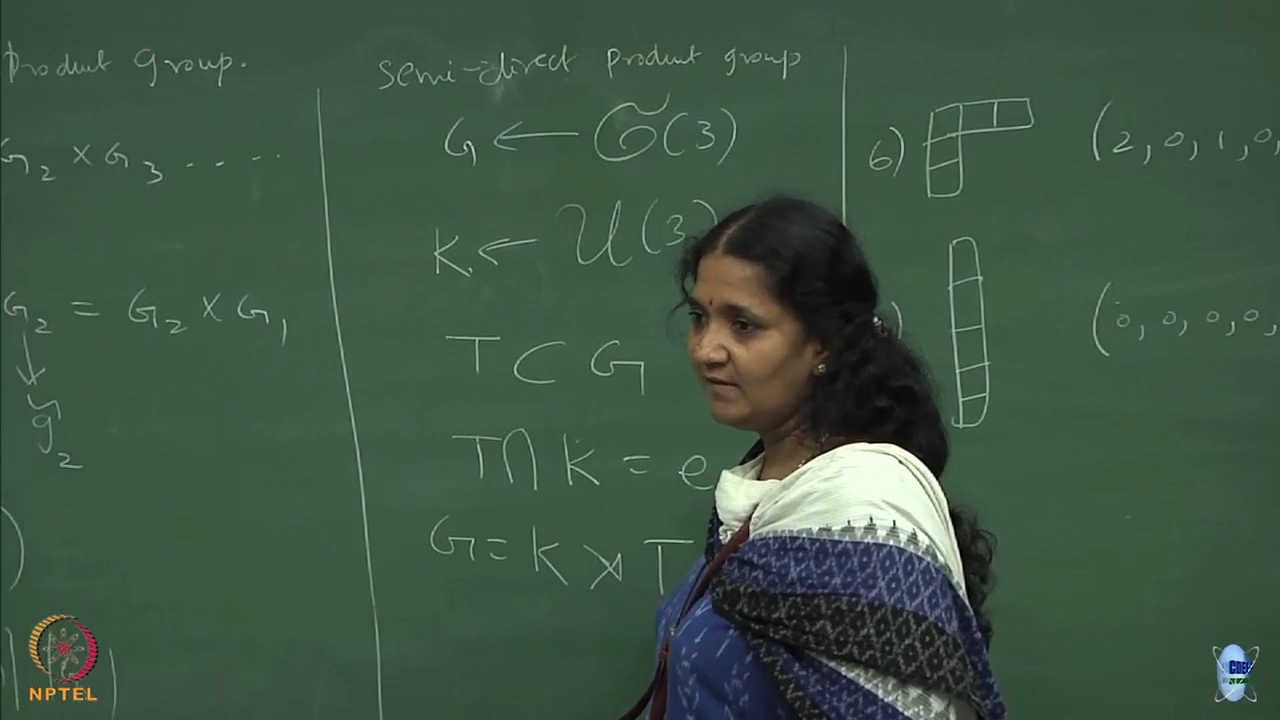 Product Group.
G₂ × G₃ . . . .
G₂ = G₂ × G₁
g̃₂
Semi-direct product group
G ← 𝒪(3)
K ← 𝒰(3)
T ⊂ G
T ∩ K = e
G = K ⋊ T
6) (2, 0, 1, 0,
) (0, 0, 0, 0,
NPTEL